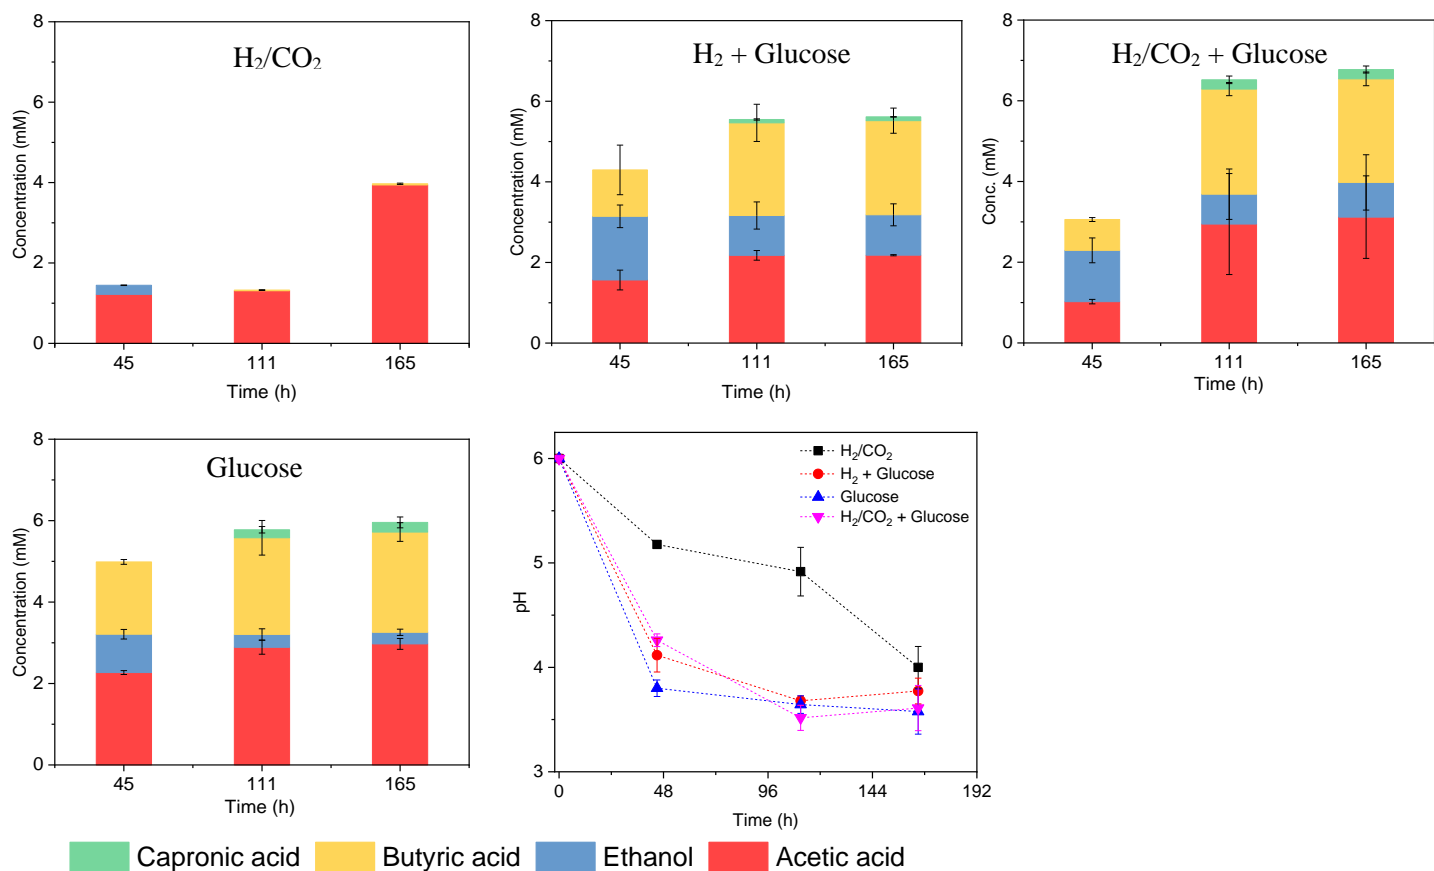 H₂/CO₂
Concentration (mM)
8
6
4
2
0
45 111 165
Time (h)
H₂ + Glucose
Concentration (mM)
8
6
4
2
0
45 111 165
Time (h)
H₂/CO₂ + Glucose
Conc. (mM)
8
6
4
2
0
45 111 165
Time (h)
Glucose
Concentration (mM)
8
6
4
2
0
45 111 165
Time (h)
H₂/CO₂
H₂ + Glucose
Glucose
H₂/CO₂ + Glucose
pH
6
5
4
3
0 48 96 144 192
Time (h)
Capronic acid Butyric acid Ethanol Acetic acid